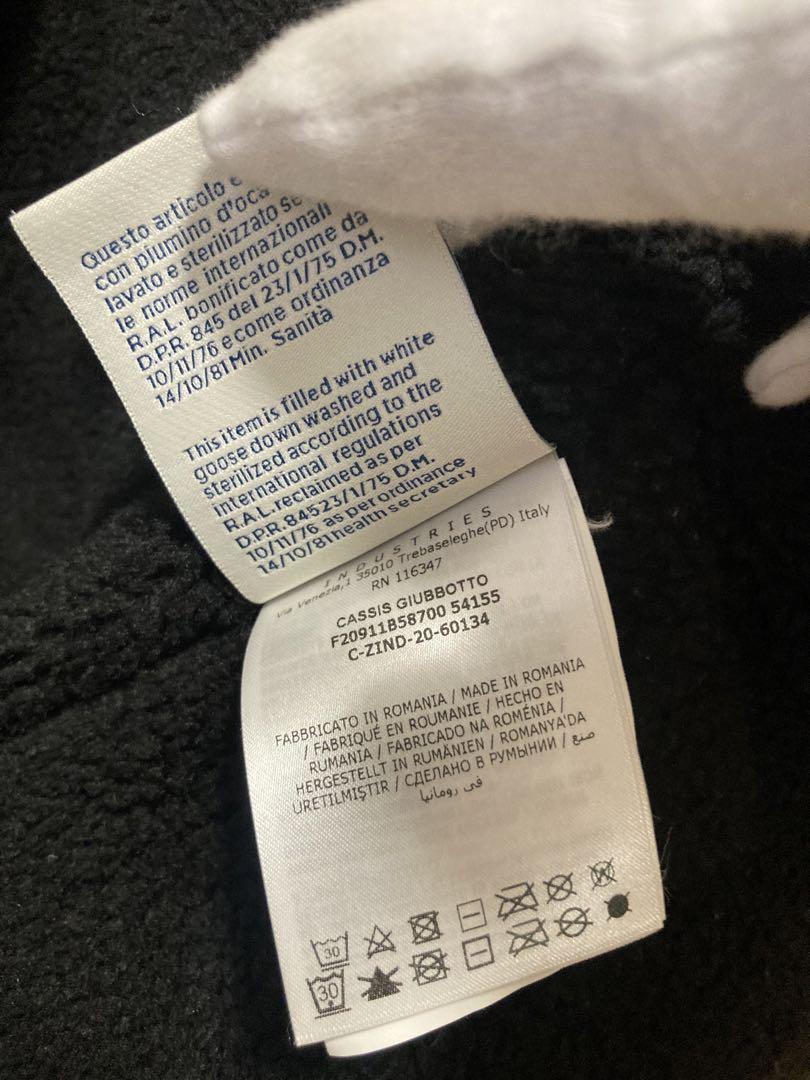 Questo articolo è
con piumino d'oca
lavato e sterilizzato se
le norme internazionali
R.A.L. bonificato come da
D.P.R. 845 del 23/1/75 D.M.
10/11/76 e come ordinanza
14/10/81 Min. Sanità
This item is filled with white
goose down washed and
sterilized according to the
international regulations
R.A.L. reclaimed as per
D.P.R. 845 23/1/75 D.M.
10/11/76 as per ordinance
14/10/81 health secretary
INDUSTRIES
Via Venezia,1 35010 Trebaseleghe(PD) Italy
RN 116347
CASSIS GIUBBOTTO
F20911B58700 54155
C-ZIND-20-60134
FABBRICATO IN ROMANIA / MADE IN ROMANIA
/ FABRIQUÉ EN ROUMANIE / HECHO EN
RUMANIA / FABRICADO NA ROMÉNIA /
HERGESTELLT IN RUMÄNIEN / ROMANYA'DA
ÜRETILMIŞTIR / СДЕЛАНО В РУМЫНИИ / صنع
في رومانيا
30
W
30